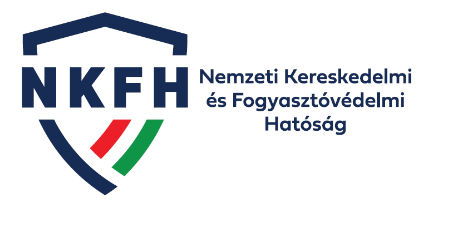 NKFH
Nemzeti Kereskedelmi
és Fogyasztóvédelmi
Hatóság